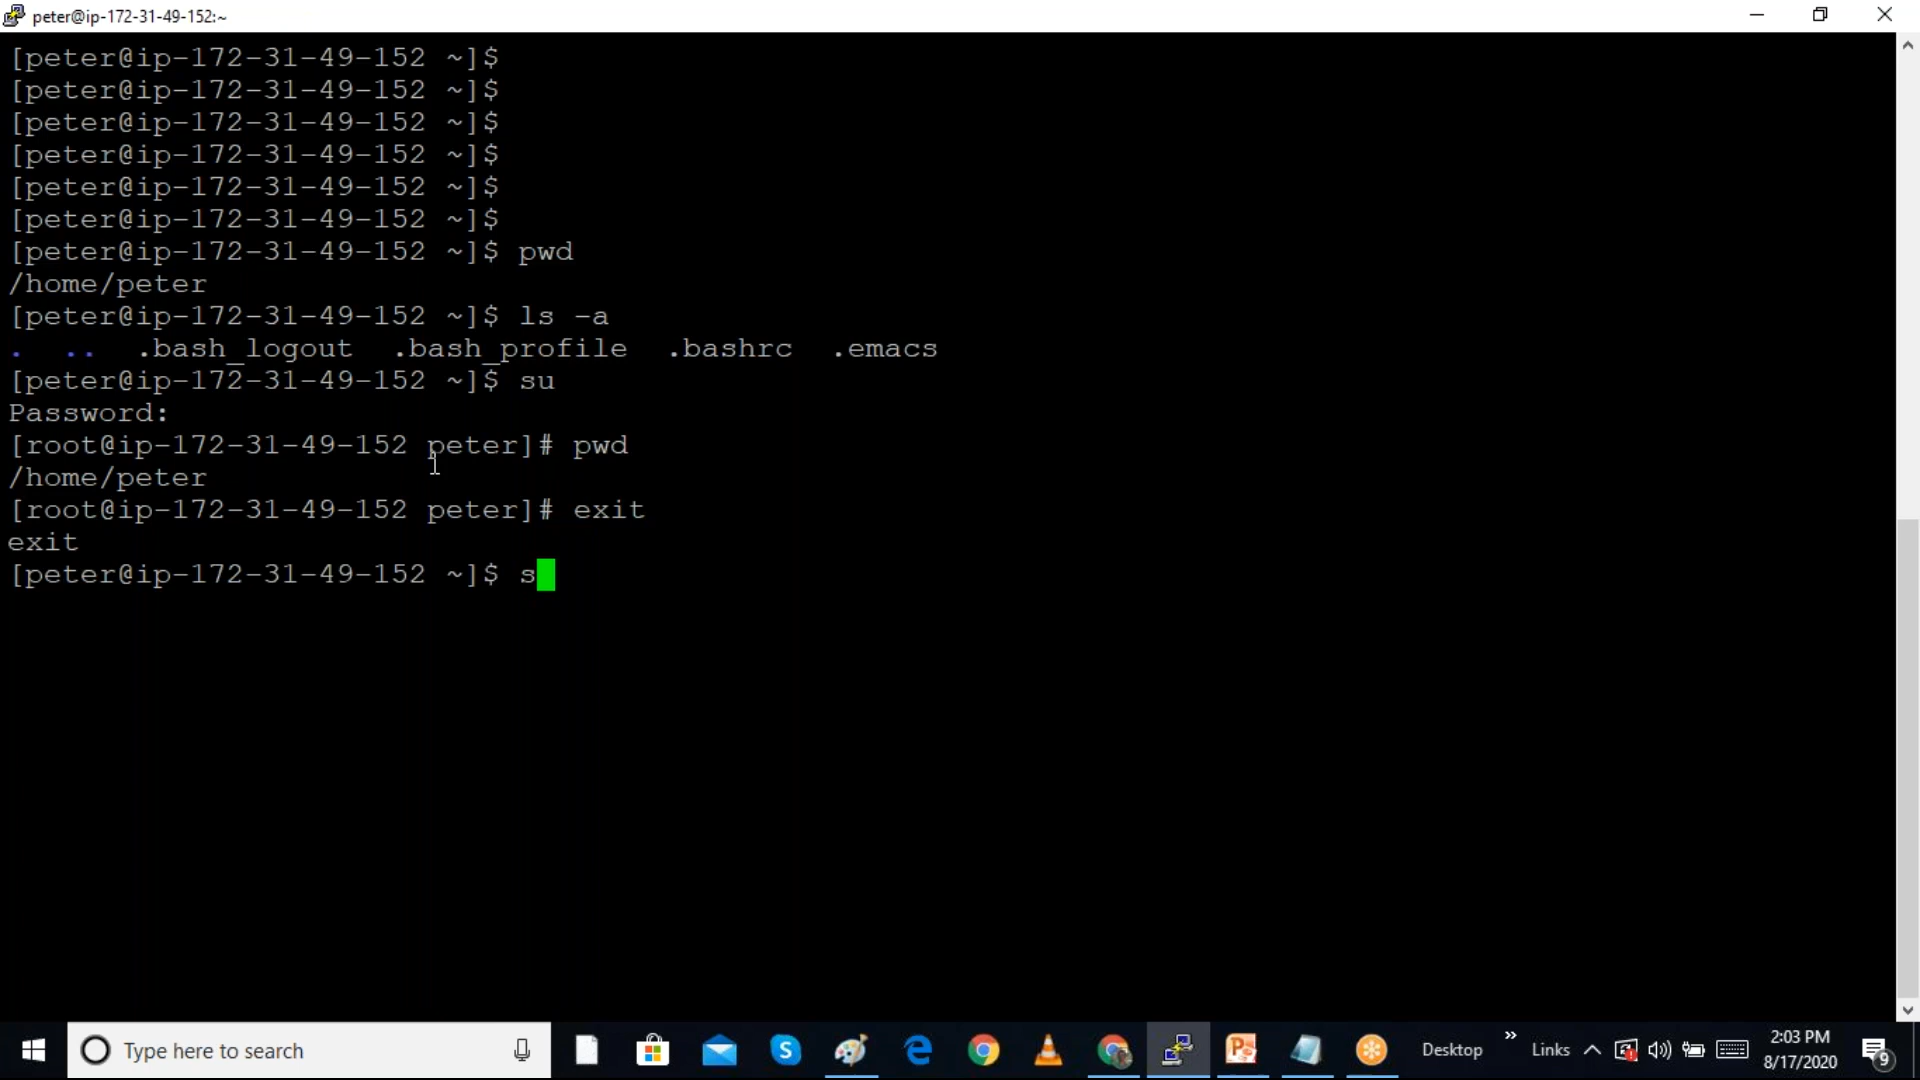 peter@ip-172-31-49-152:~
[peter@ip-172-31-49-152 ~]$
[peter@ip-172-31-49-152 ~]$
[peter@ip-172-31-49-152 ~]$
[peter@ip-172-31-49-152 ~]$
[peter@ip-172-31-49-152 ~]$
[peter@ip-172-31-49-152 ~]$
[peter@ip-172-31-49-152 ~]$ pwd
/home/peter
[peter@ip-172-31-49-152 ~]$ ls -a
. .. .bash_logout .bash_profile .bashrc .emacs
[peter@ip-172-31-49-152 ~]$ su
Password:
[root@ip-172-31-49-152 peter]# pwd
/home/peter
[root@ip-172-31-49-152 peter]# exit
exit
[peter@ip-172-31-49-152 ~]$ s
Type here to search
Desktop
Links
2:03 PM
8/17/2020
9